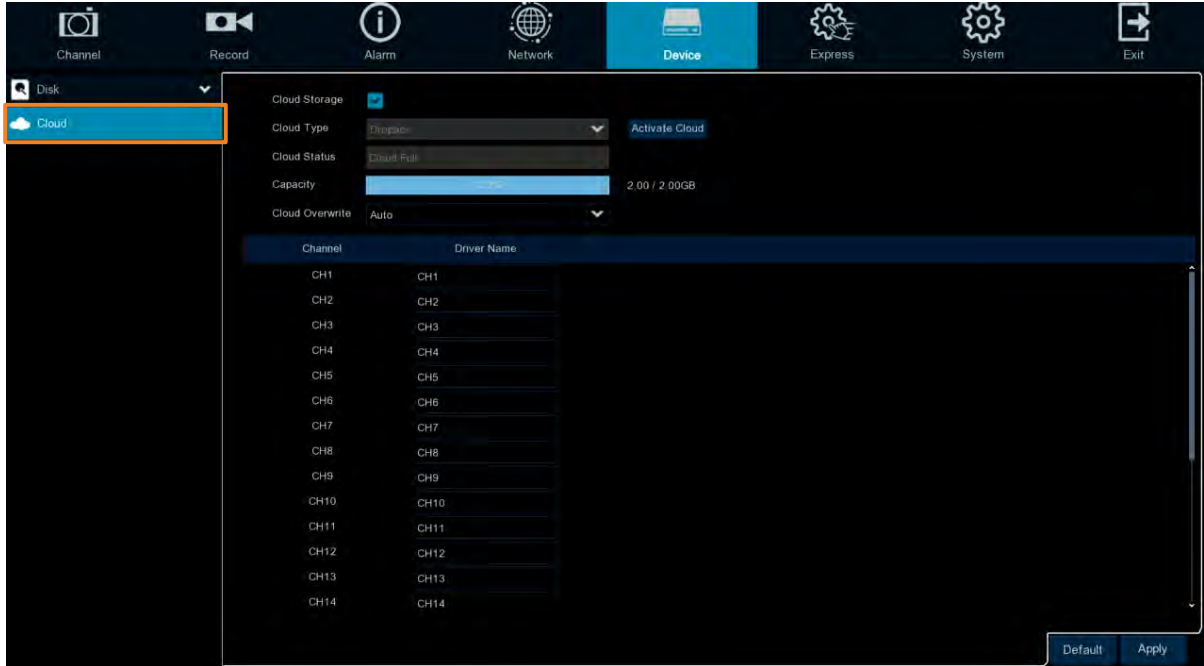 Channel Record Alarm Network Device Express System Exit
Disk
Cloud
Cloud Storage
Cloud Type Dropbox Activate Cloud
Cloud Status Cloud Full
Capacity 2.00 / 2.00GB
Cloud Overwrite Auto
Channel Driver Name
CH1 CH1
CH2 CH2
CH3 CH3
CH4 CH4
CH5 CH5
CH6 CH6
CH7 CH7
CH8 CH8
CH9 CH9
CH10 CH10
CH11 CH11
CH12 CH12
CH13 CH13
CH14 CH14
Default Apply